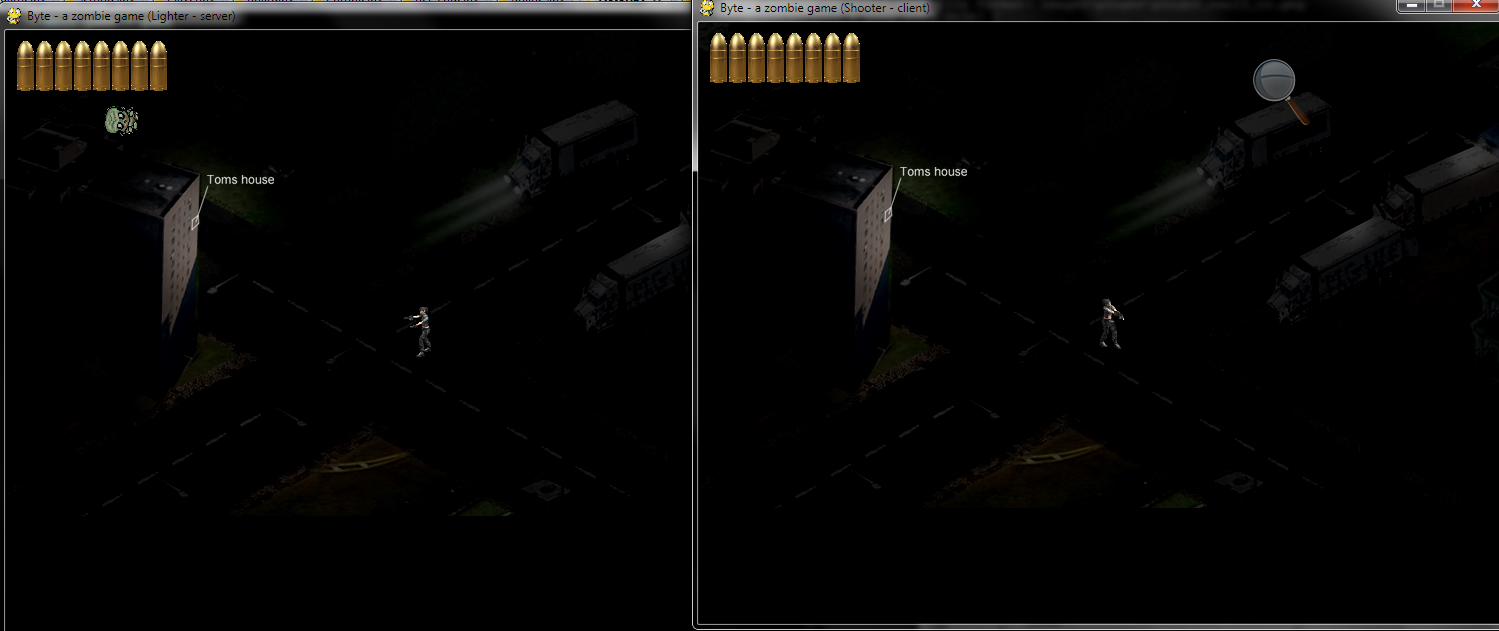 Byte - a zombie game (Lighter - server)
Toms house
Byte - a zombie game (Shooter - client)
Toms house